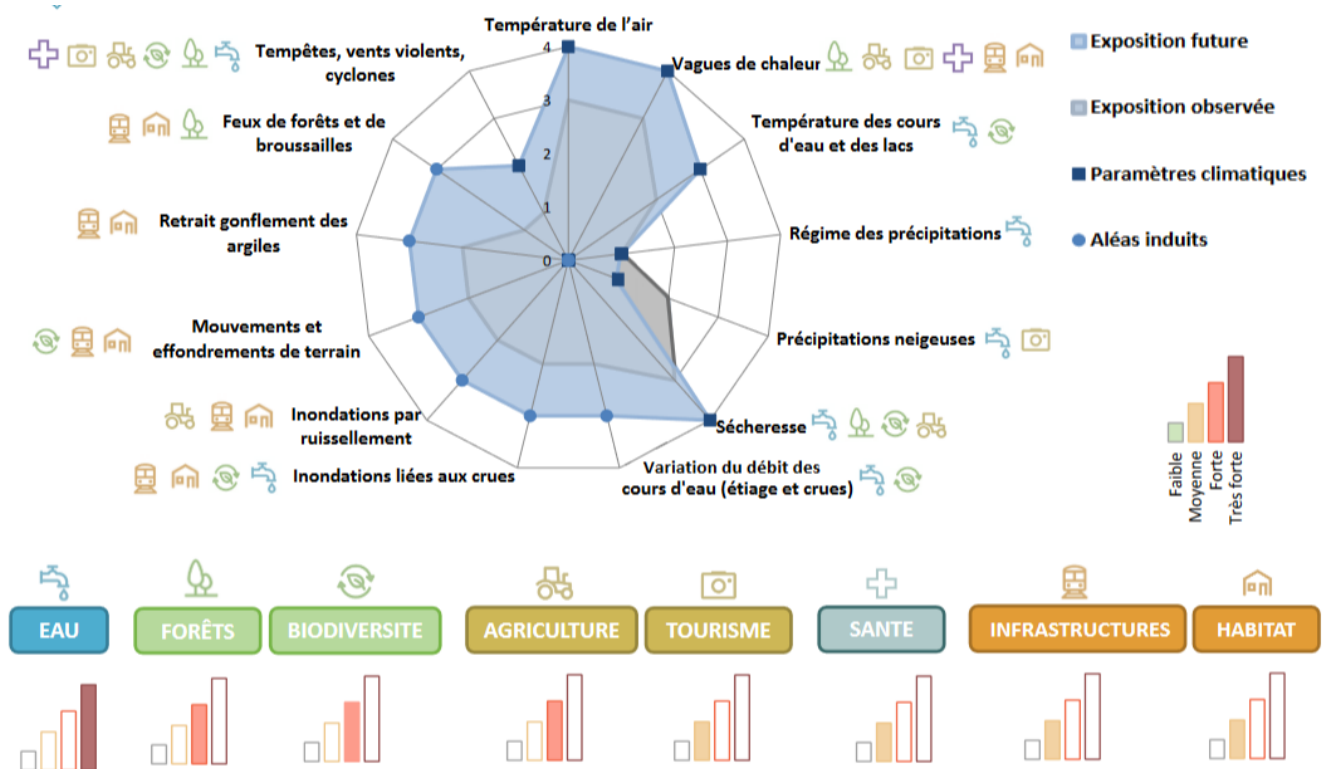 Température de l'air
4
3
2
1
0
Tempêtes, vents violents,
cyclones
Vagues de chaleur
Exposition future
Exposition observée
Paramètres climatiques
Aléas induits
Feux de forêts et de
broussailles
Température des cours
d'eau et des lacs
Retrait gonflement des
argiles
Régime des précipitations
Mouvements et
effondrements de terrain
Précipitations neigeuses
Inondations par
ruissellement
Sécheresse
Inondations liées aux crues
Variation du débit des
cours d'eau (étiage et crues)
Faible
Moyenne
Forte
Très forte
EAU
FORÊTS
BIODIVERSITE
AGRICULTURE
TOURISME
SANTE
INFRASTRUCTURES
HABITAT